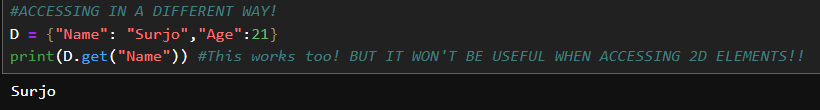 #ACCESSING IN A DIFFERENT WAY!
D = {"Name": "Surjo","Age":21}
print(D.get("Name")) #This works too! BUT IT WON'T BE USEFUL WHEN ACCESSING 2D ELEMENTS!!
Surjo